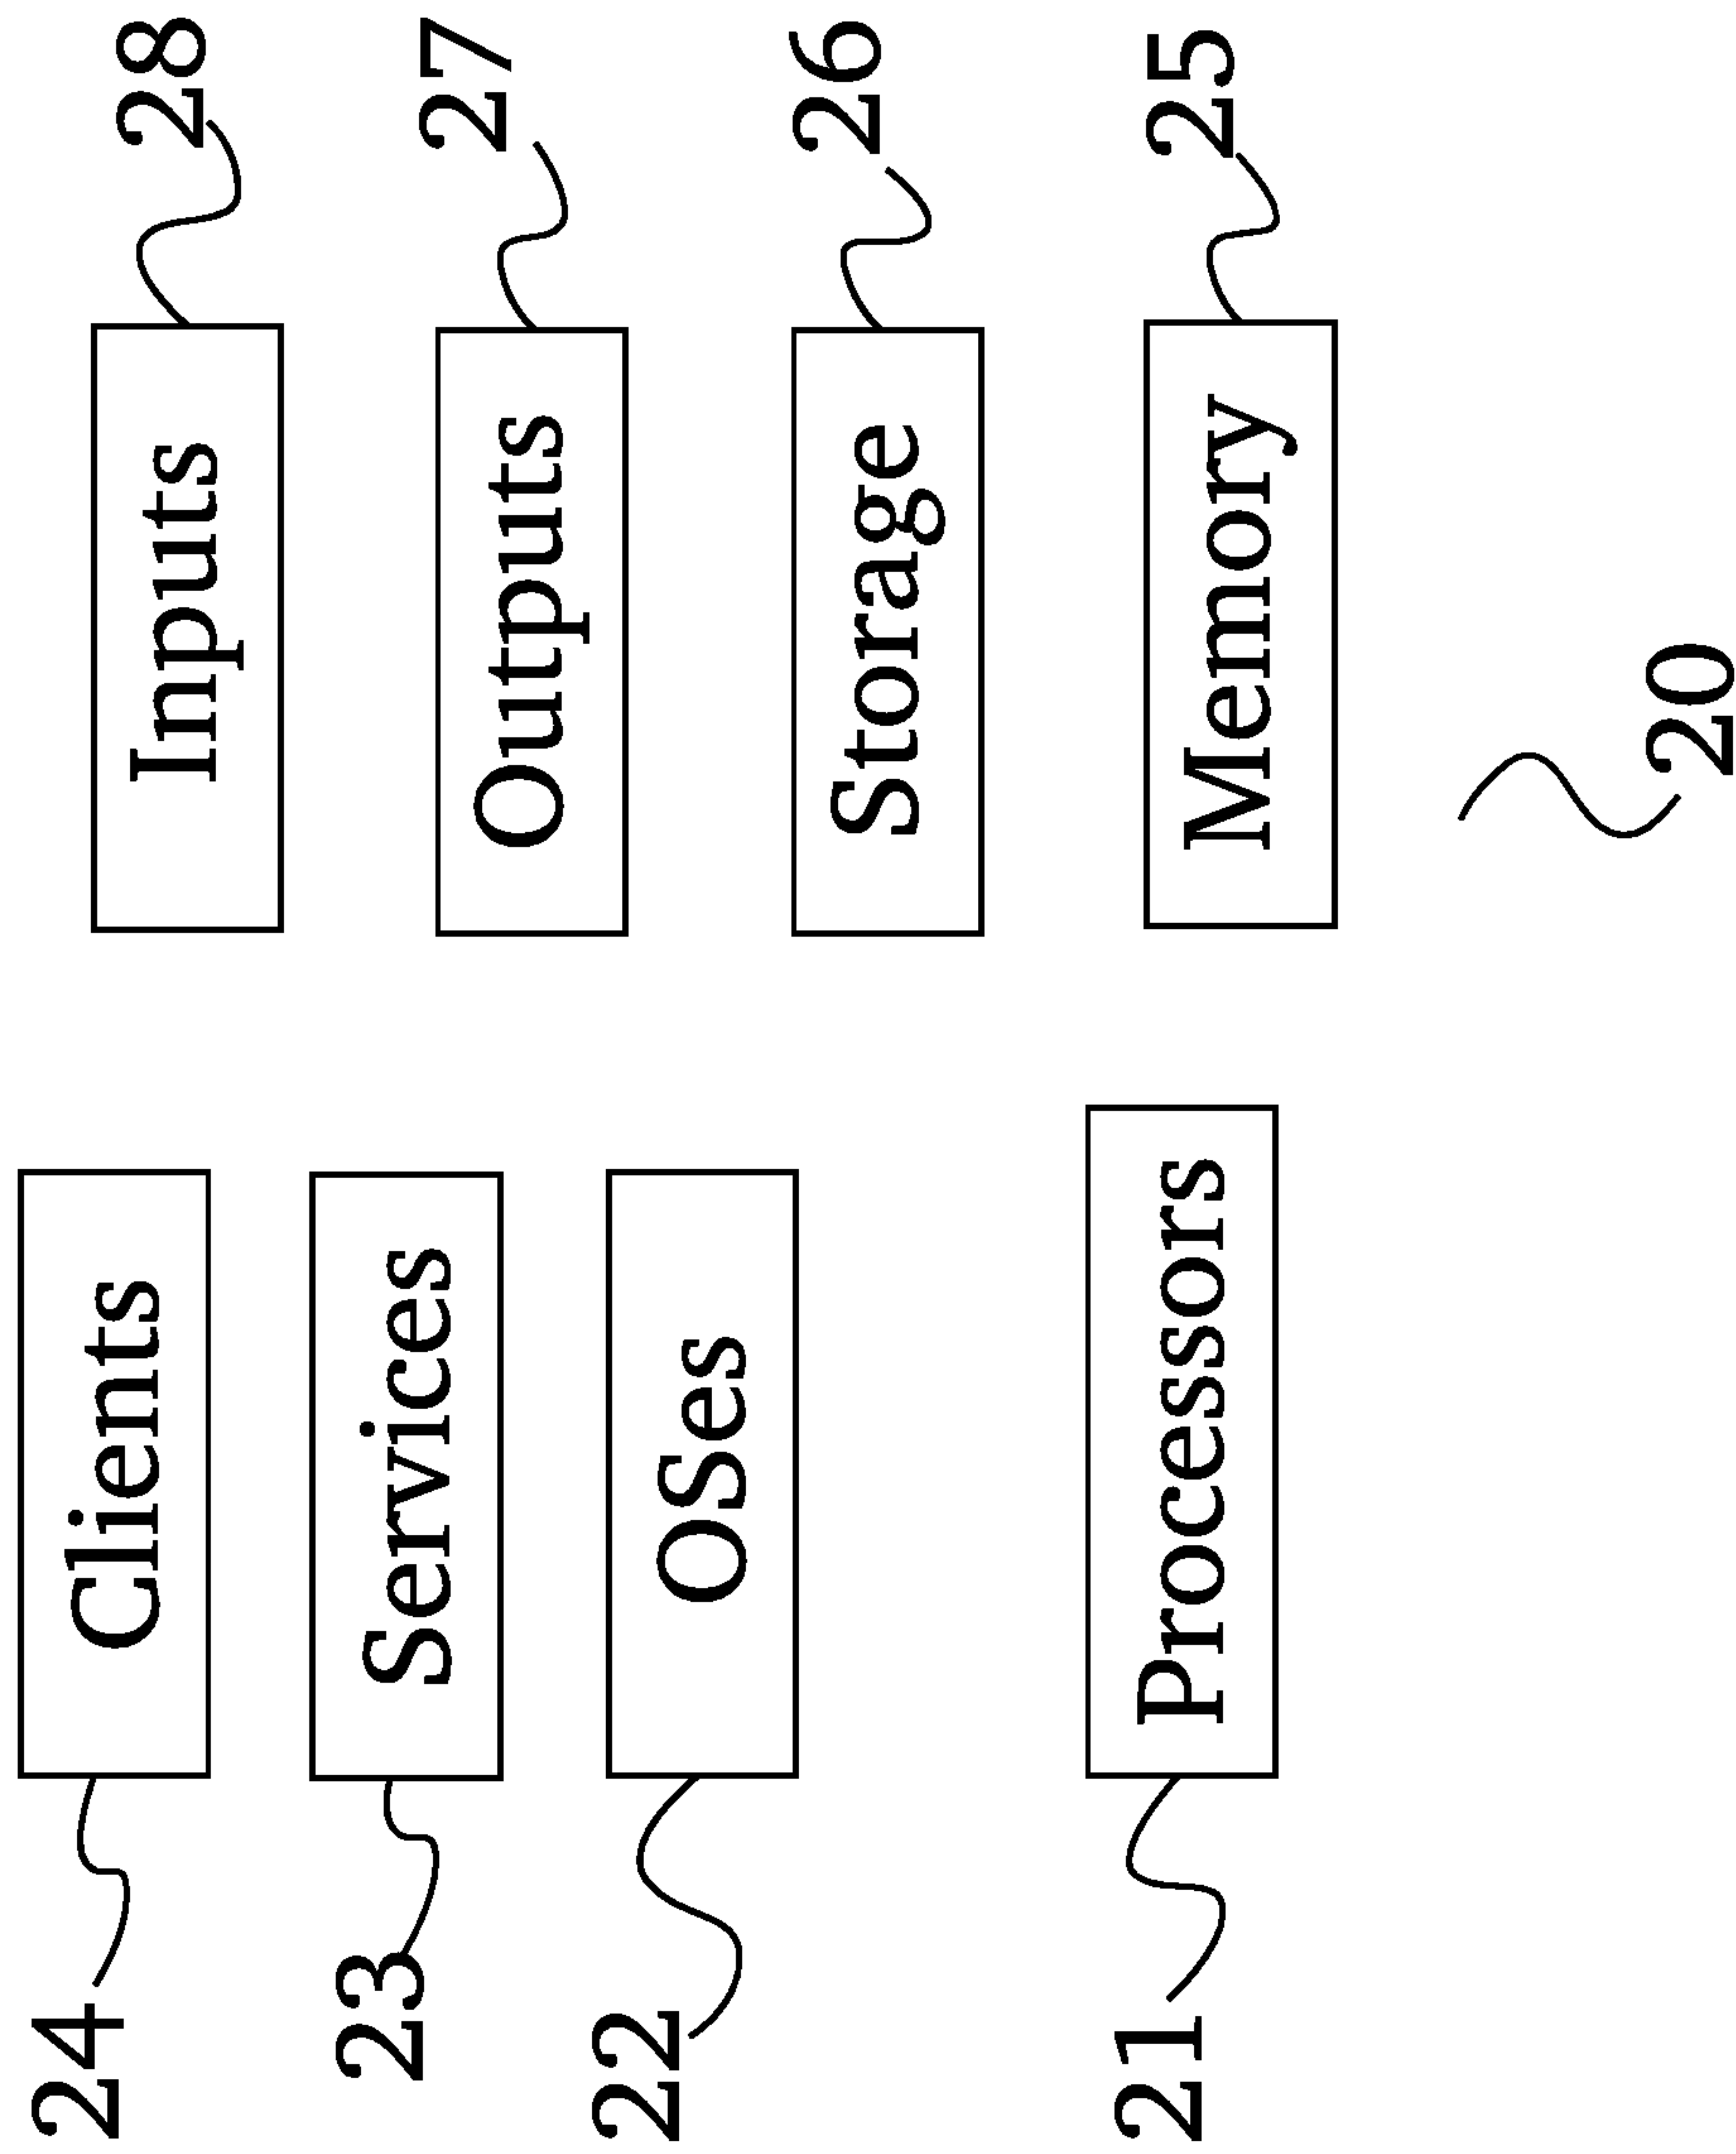 24
Clients
Inputs
28
23
Services
Outputs
27
22
OSes
Storage
26
21
Processors
Memory
25
20